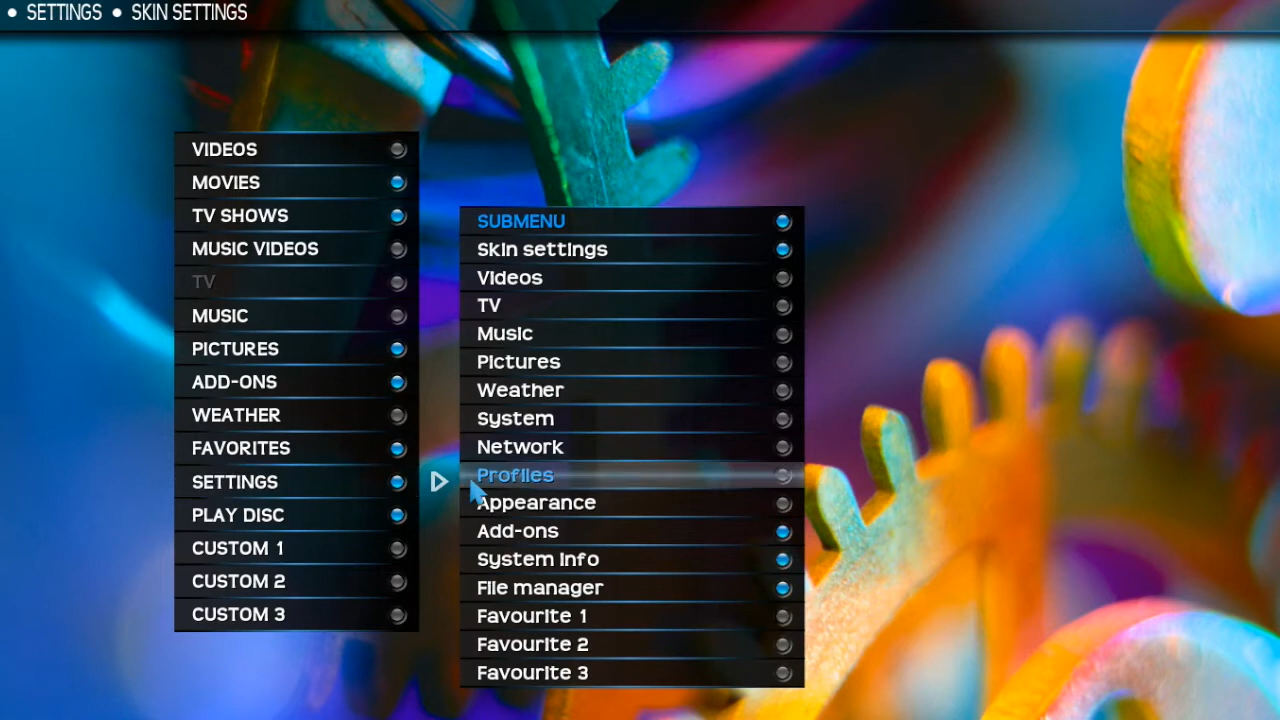 • SETTINGS • SKIN SETTINGS
VIDEOS
MOVIES
TV SHOWS
MUSIC VIDEOS
TV
MUSIC
PICTURES
ADD-ONS
WEATHER
FAVORITES
SETTINGS
PLAY DISC
CUSTOM 1
CUSTOM 2
CUSTOM 3
SUBMENU
Skin settings
Videos
TV
Music
Pictures
Weather
System
Network
Profiles
Appearance
Add-ons
System info
File manager
Favourite 1
Favourite 2
Favourite 3